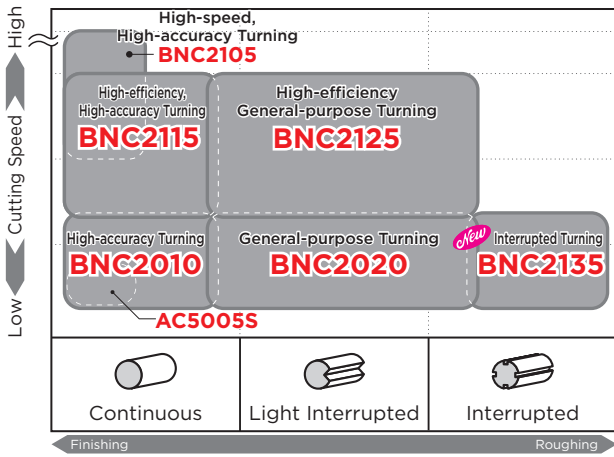 High
Cutting Speed
Low
High-speed,
High-accuracy Turning
BNC2105
High-efficiency,
High-accuracy Turning
BNC2115
High-efficiency
General-purpose Turning
BNC2125
High-accuracy Turning
BNC2010
General-purpose Turning
BNC2020
New
Interrupted Turning
BNC2135
AC5005S
Continuous
Light Interrupted
Interrupted
Finishing
Roughing